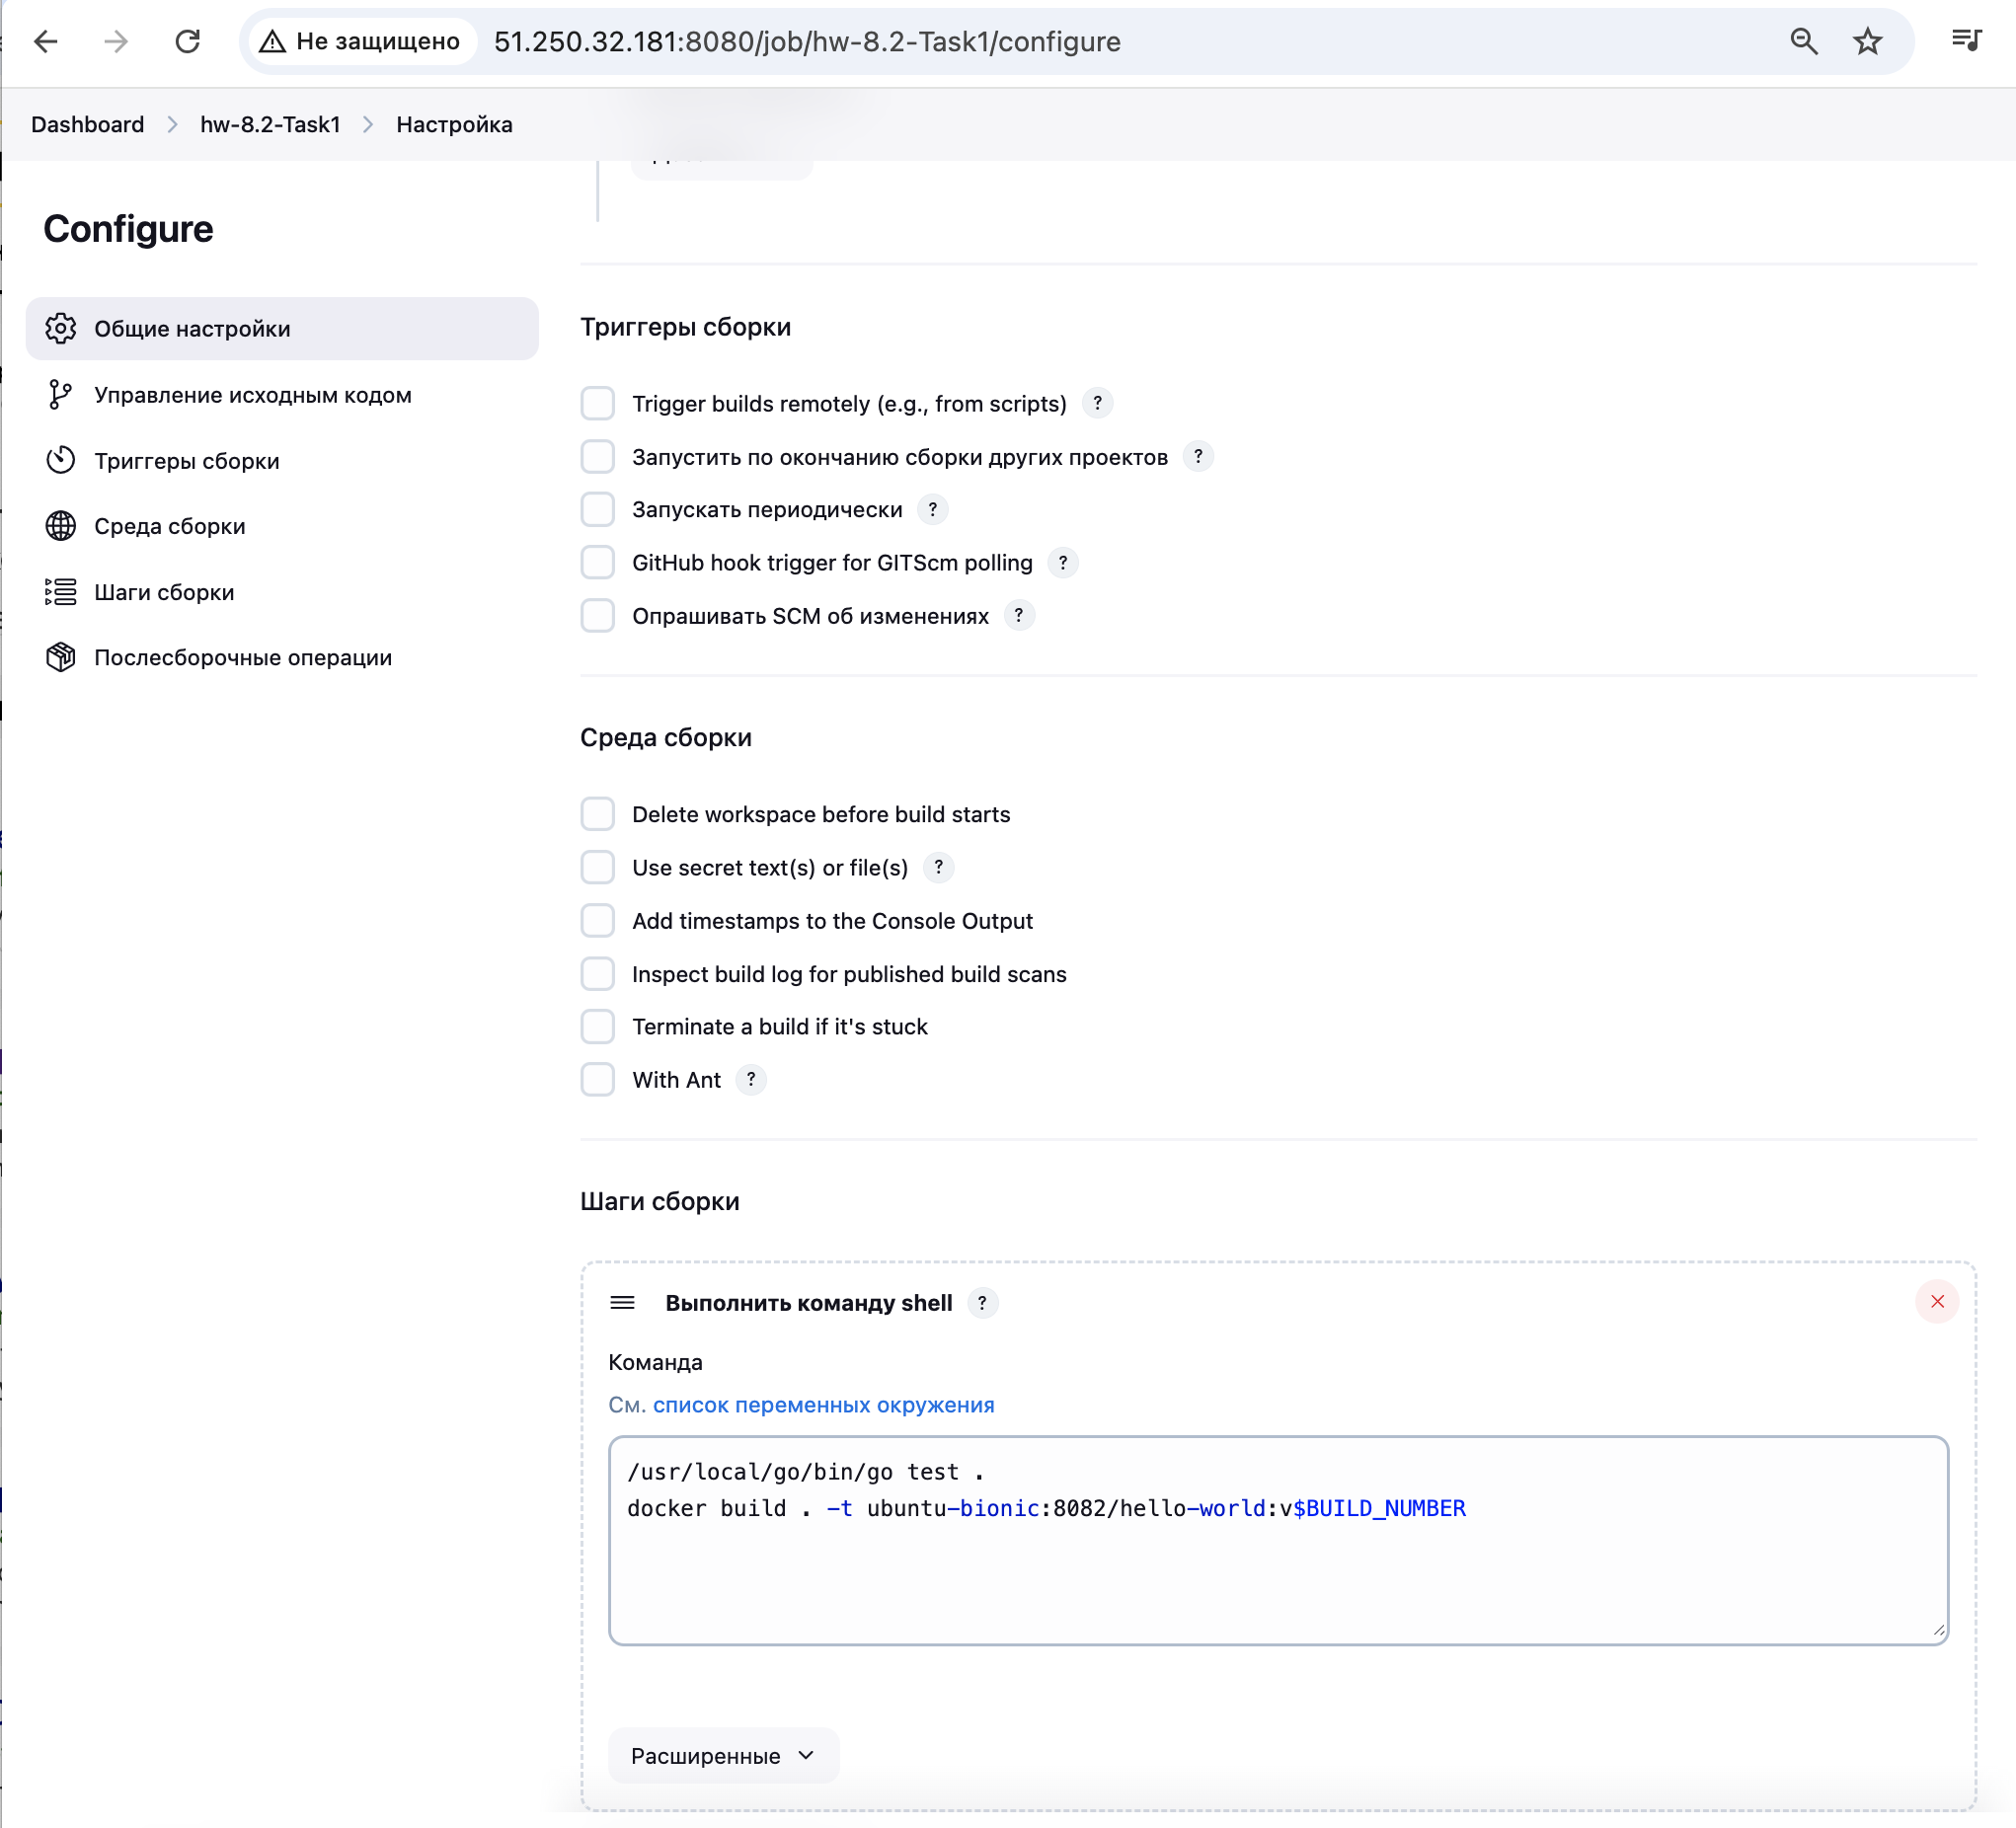 Не защищено
51.250.32.181:8080/job/hw-8.2-Task1/configure
Dashboard > hw-8.2-Task1 > Настройка
Configure
Общие настройки
Управление исходным кодом
Триггеры сборки
Среда сборки
Шаги сборки
Послесборочные операции
Триггеры сборки
Trigger builds remotely (e.g., from scripts) ?
Запустить по окончанию сборки других проектов ?
Запускать периодически ?
GitHub hook trigger for GITScm polling ?
Опрашивать SCM об изменениях ?
Среда сборки
Delete workspace before build starts
Use secret text(s) or file(s) ?
Add timestamps to the Console Output
Inspect build log for published build scans
Terminate a build if it's stuck
With Ant ?
Шаги сборки
Выполнить команду shell ?
Команда
См. список переменных окружения
/usr/local/go/bin/go test .
docker build . -t ubuntu-bionic:8082/hello-world:v$BUILD_NUMBER
Расширенные